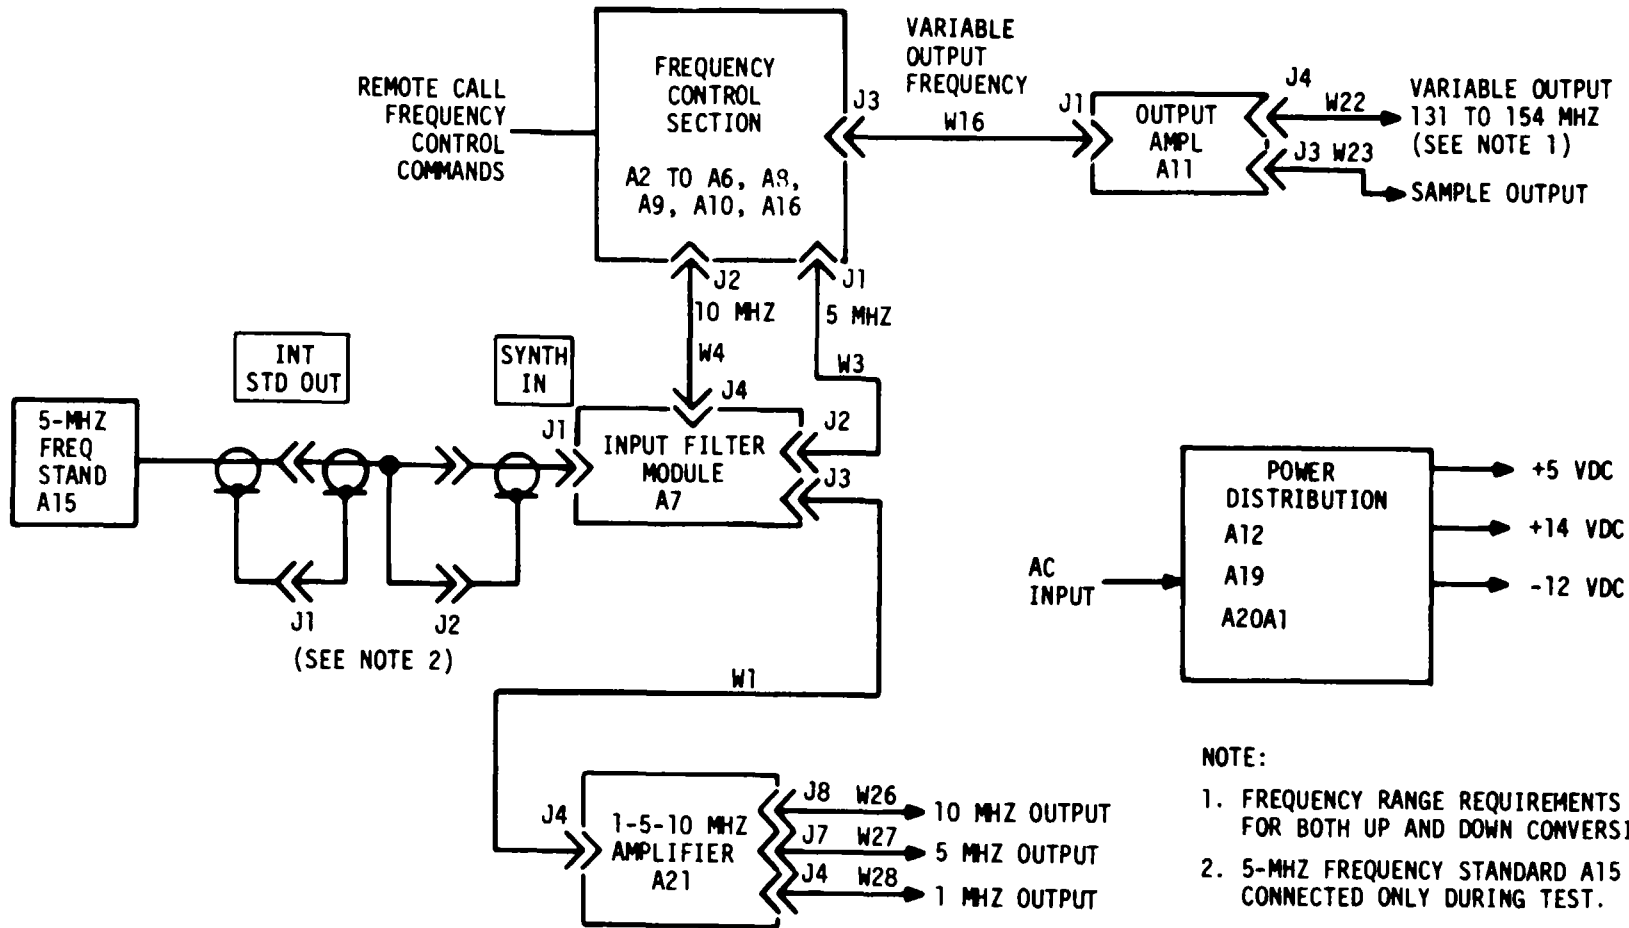 REMOTE CALL
FREQUENCY
CONTROL
COMMANDS
FREQUENCY
CONTROL
SECTION
A2 TO A6, A8,
A9, A10, A16
J3
VARIABLE
OUTPUT
FREQUENCY
W16
J1
OUTPUT
AMPL
A11
J4
W22
VARIABLE OUTPUT
131 TO 154 MHZ
(SEE NOTE 1)
J3 W23
SAMPLE OUTPUT
J2
J1
10 MHZ
5 MHZ
W4
W3
INT
STD OUT
SYNTH
IN
5-MHZ
FREQ
STAND
A15
J1
J4
INPUT FILTER
MODULE
A7
J2
J3
J1
J2
(SEE NOTE 2)
W1
AC
INPUT
POWER
DISTRIBUTION
A12
A19
A20A1
+5 VDC
+14 VDC
-12 VDC
J4
1-5-10 MHZ
AMPLIFIER
A21
J8 W26
10 MHZ OUTPUT
J7 W27
5 MHZ OUTPUT
J4 W28
1 MHZ OUTPUT
NOTE:
1. FREQUENCY RANGE REQUIREMENTS
FOR BOTH UP AND DOWN CONVERSI
2. 5-MHZ FREQUENCY STANDARD A15
CONNECTED ONLY DURING TEST.